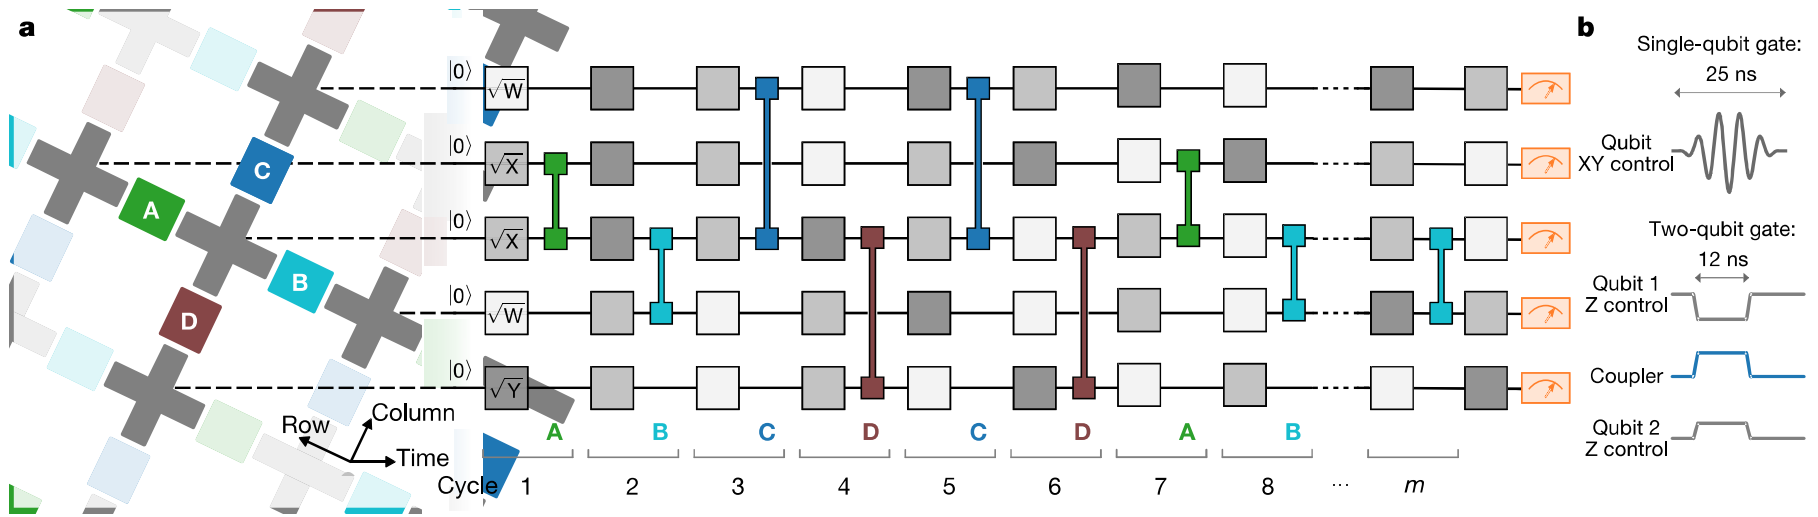 a
|0⟩
|0⟩
|0⟩
|0⟩
|0⟩
√W
√X
√X
√W
√Y
C
A
B
D
Row
Column
Time
A B C D C D A B
Cycle 1 2 3 4 5 6 7 8 ... m
b
Single-qubit gate:
25 ns
Qubit
XY control
Two-qubit gate:
12 ns
Qubit 1
Z control
Coupler
Qubit 2
Z control